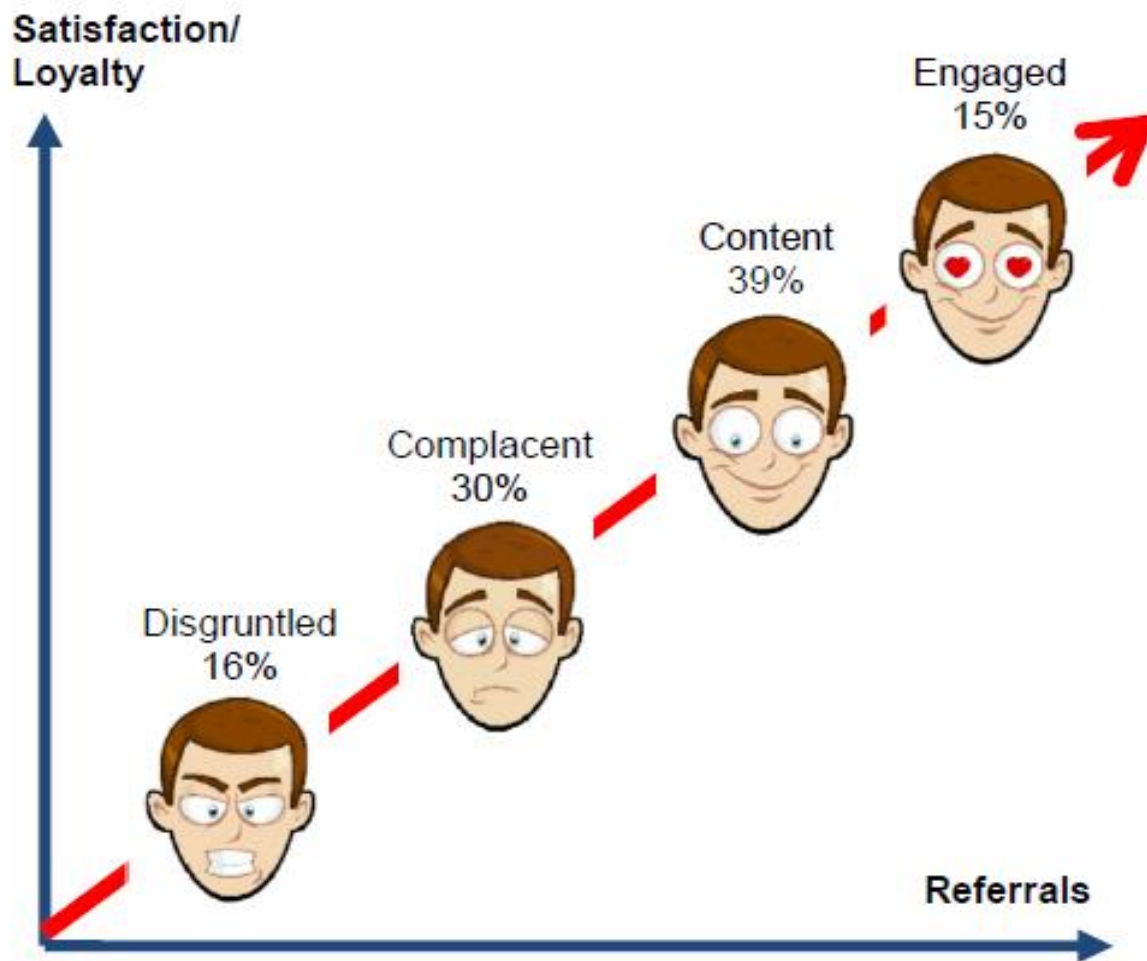 Satisfaction/
Loyalty
Engaged
15%
Content
39%
Complacent
30%
Disgruntled
16%
Referrals